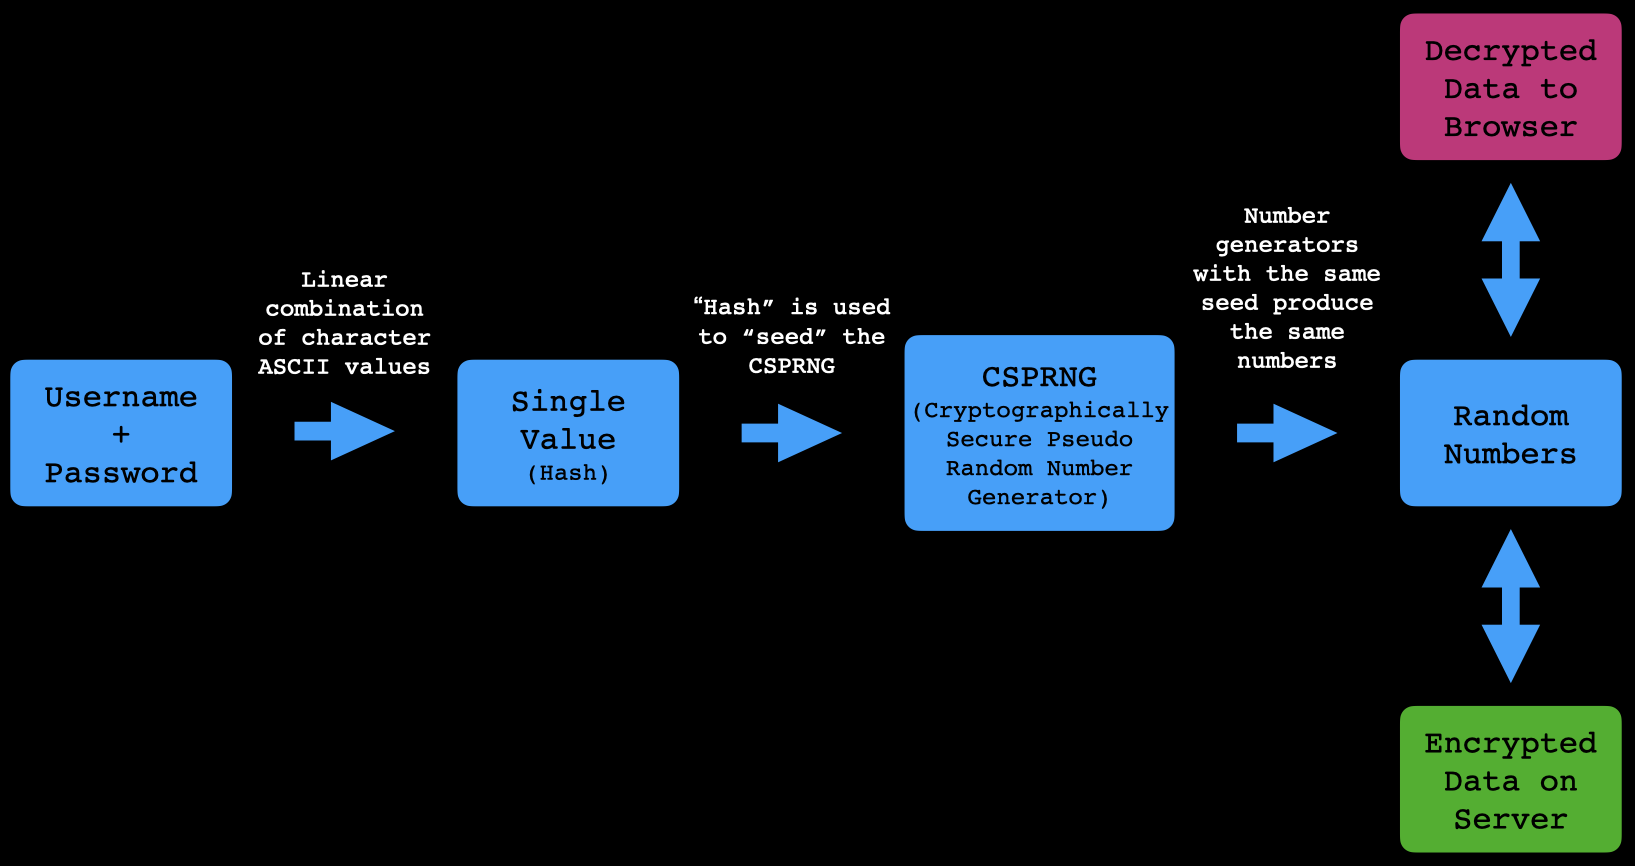 Username
+
Password
Linear
combination
of character
ASCII values
Single
Value
(Hash)
“Hash” is used
to “seed” the
CSPRNG
CSPRNG
(Cryptographically
Secure Pseudo
Random Number
Generator)
Number
generators
with the same
seed produce
the same
numbers
Random
Numbers
Decrypted
Data to
Browser
Encrypted
Data on
Server